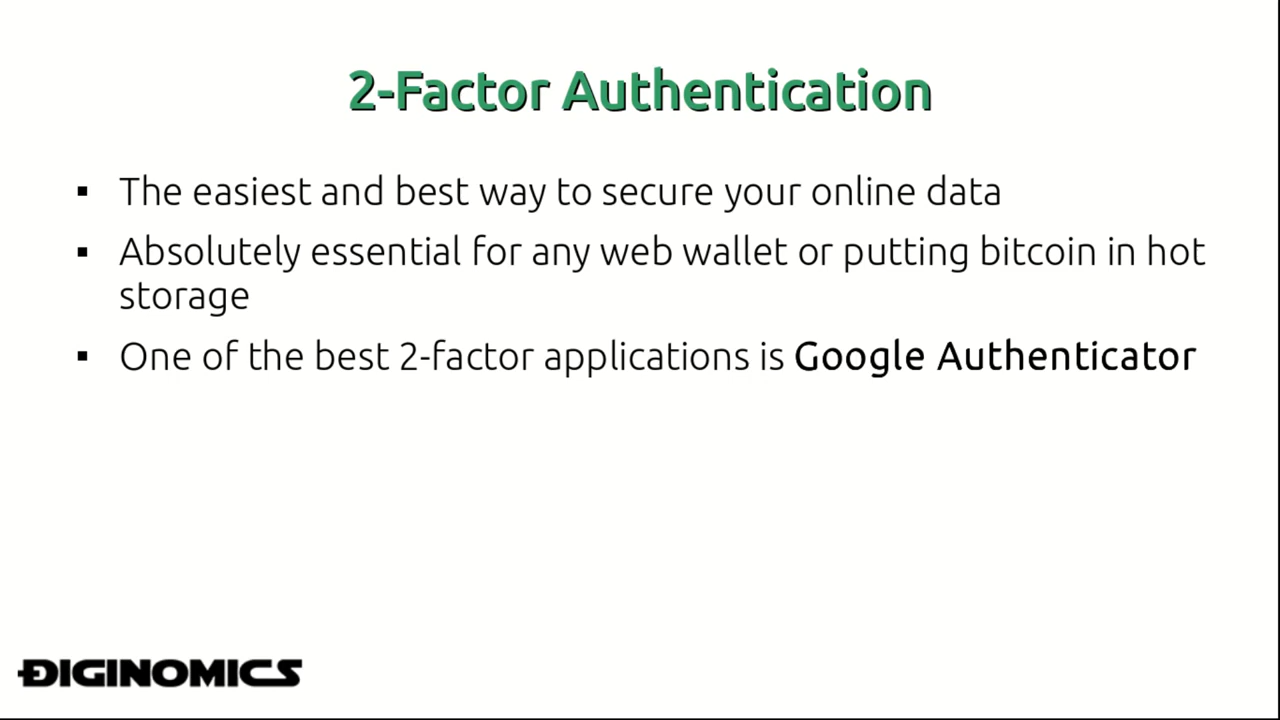 2-Factor Authentication
▪ The easiest and best way to secure your online data
▪ Absolutely essential for any web wallet or putting bitcoin in hot
storage
▪ One of the best 2-factor applications is Google Authenticator
DIGINOMICS